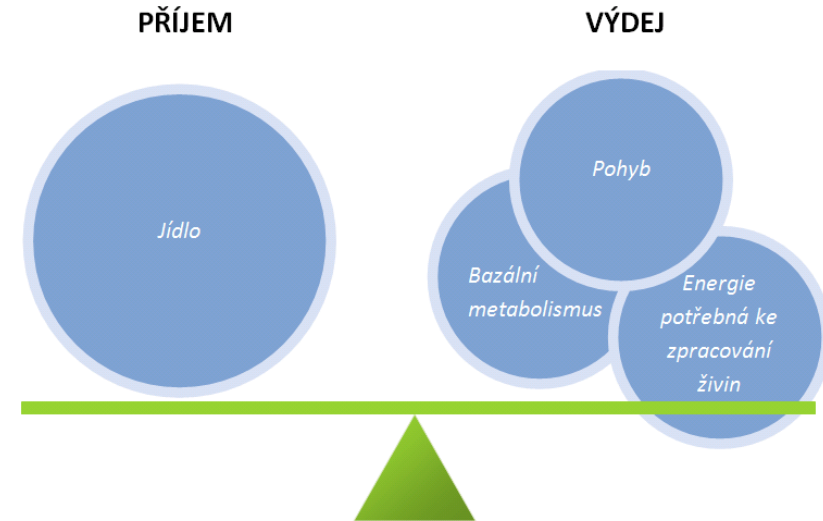 PŘÍJEM
VÝDEJ
Jídlo
Pohyb
Bazální
metabolismus
Energie
potřebná ke
zpracování
živin